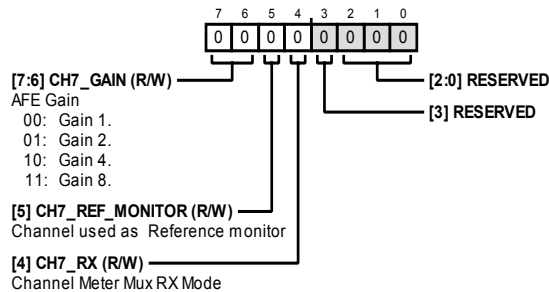 7 6 5 4 3 2 1 0
0 0 0 0 0 0 0 0
[7:6] CH7_GAIN (R/W)
AFE Gain
00: Gain 1.
01: Gain 2.
10: Gain 4.
11: Gain 8.
[5] CH7_REF_MONITOR (R/W)
Channel used as Reference monitor
[4] CH7_RX (R/W)
Channel Meter Mux RX Mode
[2:0] RESERVED
[3] RESERVED